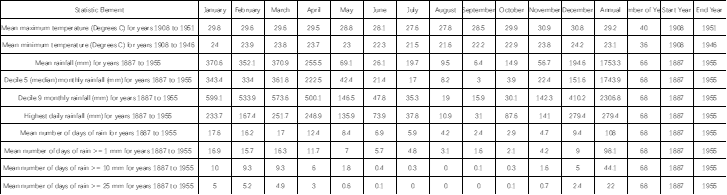 Statistic Element January February March April May June July August September October November December Annual mber of Ye Start Year End Year
Mean maximum temperature (Degrees C) for years 1908 to 1951 29.8 29.6 29.6 29.5 28.8 28.1 27.6 27.8 28.5 29.9 30.9 30.8 29.2 40 1908 1951
Mean minimum temperature (Degrees C) for years 1908 to 1946 24 23.9 23.8 23.7 23 22.3 21.5 21.6 22.2 22.9 23.8 24.2 23.1 36 1908 1946
Mean rainfall (mm) for years 1887 to 1955 370.6 352.1 370.9 255.5 69.1 26.1 19.7 9.5 6.4 14.9 56.7 194.6 1753.3 66 1887 1955
Decile 5 (median) monthly rainfall (mm) for years 1887 to 1955 343.4 334 361.8 222.5 42.4 21.4 17 6.2 3 3.9 22.4 151.6 1743.9 68 1887 1955
Decile 9 monthly rainfall (mm) for years 1887 to 1955 599.1 533.9 573.6 500.1 146.5 47.8 35.3 19 15.9 30.1 142.3 410.2 2306.8 68 1887 1955
Highest daily rainfall (mm) for years 1887 to 1955 233.7 167.4 251.7 248.9 135.9 73.9 37.8 10.9 31 87.6 141 279.4 279.4 68 1887 1955
Mean number of days of rain for years 1887 to 1955 17.6 16.2 17 12.4 8.4 6.9 5.9 4.2 2.4 2.9 4.7 9.4 108 68 1887 1955
Mean number of days of rain >= 1 mm for years 1887 to 1955 16.9 15.7 16.3 11.7 7 5.7 4.8 3.1 1.6 2.1 4.2 9 98.1 68 1887 1955
Mean number of days of rain >= 10 mm for years 1887 to 1955 10 9.3 9.3 6 1.8 0.4 0.3 0 0.1 0.3 1.6 5 44.1 68 1887 1955
Mean number of days of rain >= 25 mm for years 1887 to 1955 5 5.2 4.9 3 0.6 0.1 0 0 0 0.1 0.7 2.4 22 68 1887 1955